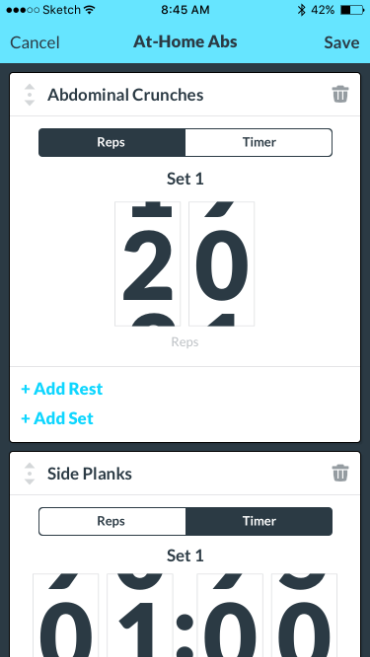 Sketch 8:45 AM 42%
Cancel At-Home Abs Save
Abdominal Crunches
Reps Timer
Set 1
20
Reps
+ Add Rest
+ Add Set
Side Planks
Reps Timer
Set 1
01:00